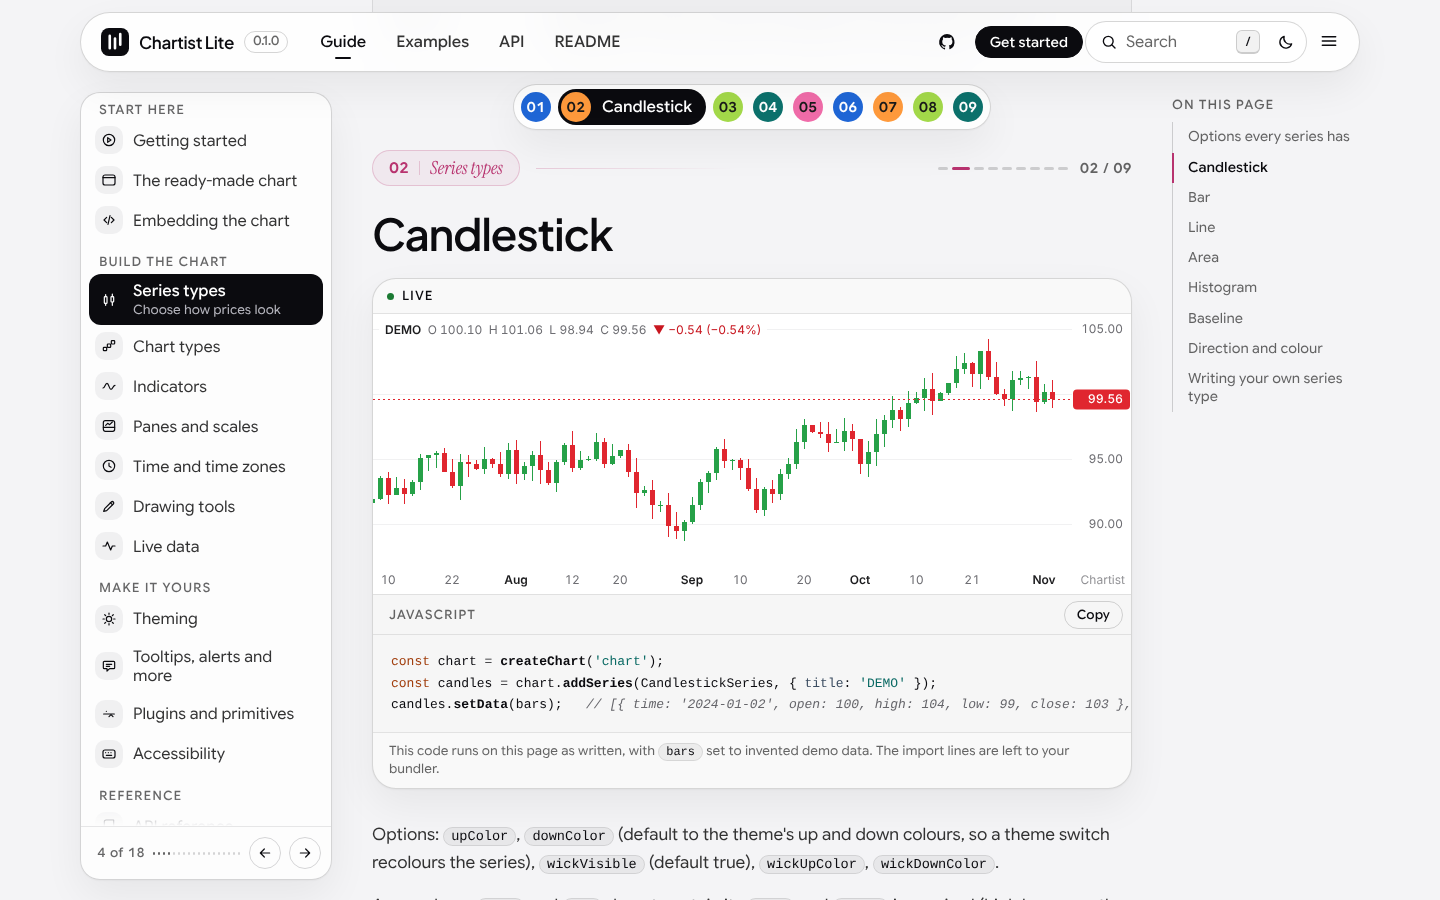 Chartist Lite 0.1.0 Guide Examples API README Get started Search /
START HERE
Getting started
The ready-made chart
Embedding the chart
BUILD THE CHART
Series types
Choose how prices look
Chart types
Indicators
Panes and scales
Time and time zones
Drawing tools
Live data
MAKE IT YOURS
Theming
Tooltips, alerts and
more
Plugins and primitives
Accessibility
REFERENCE
4 of 18
01 02 Candlestick 03 04 05 06 07 08 09
02 Series types 02 / 09
Candlestick
LIVE
DEMO O 100.10 H 101.06 L 98.94 C 99.56 ▼ −0.54 (−0.54%)
105.00
99.56
95.00
90.00
10 22 Aug 12 20 Sep 10 20 Oct 10 21 Nov Chartist
JAVASCRIPT Copy
const chart = createChart('chart');
const candles = chart.addSeries(CandlestickSeries, { title: 'DEMO' });
candles.setData(bars); // [{ time: '2024-01-02', open: 100, high: 104, low: 99, close: 103 },
This code runs on this page as written, with bars set to invented demo data. The import lines are left to your
bundler.
Options: upColor, downColor (default to the theme's up and down colours, so a theme switch
recolours the series), wickVisible (default true), wickUpColor, wickDownColor.
ON THIS PAGE
Options every series has
Candlestick
Bar
Line
Area
Histogram
Baseline
Direction and colour
Writing your own series
type